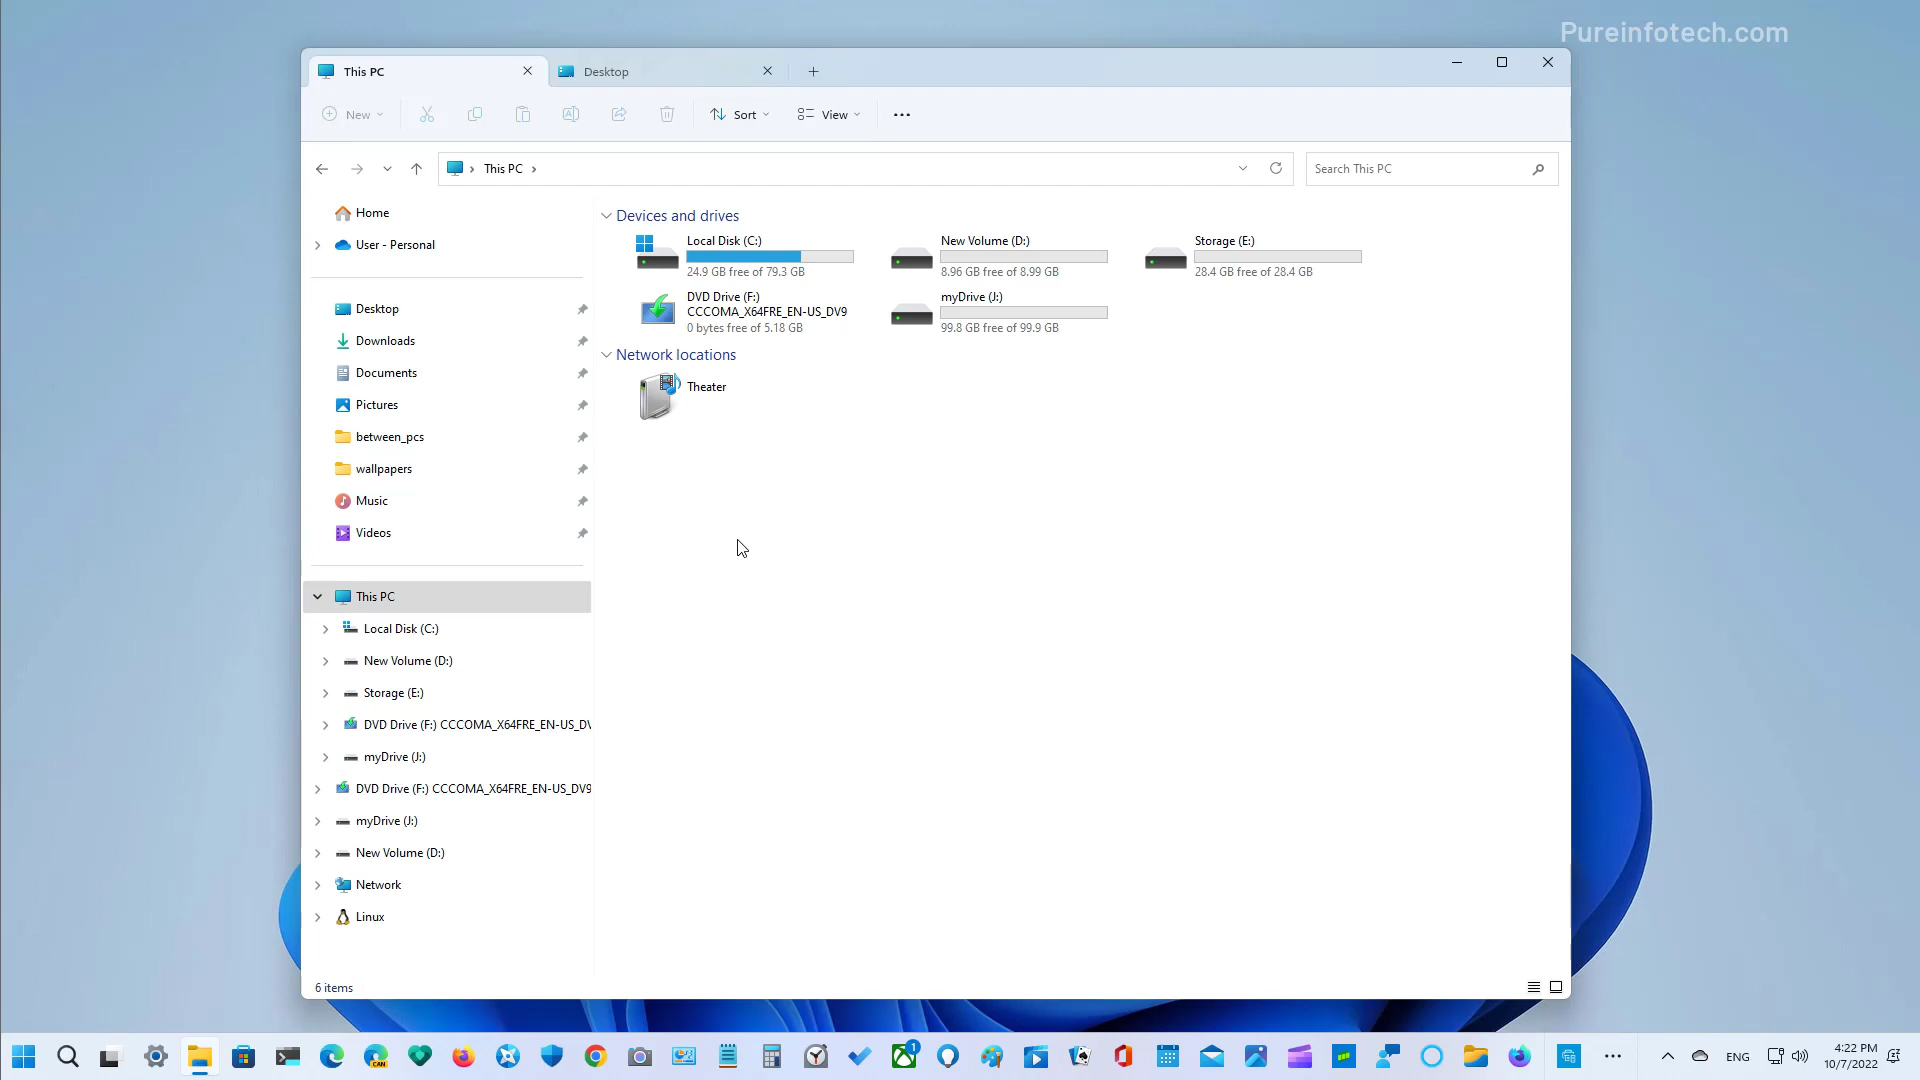 Pureinfotech.com
This PC
Desktop
New
Sort
View
This PC
Search This PC
Home
User - Personal
Desktop
Downloads
Documents
Pictures
between_pcs
wallpapers
Music
Videos
This PC
Local Disk (C:)
New Volume (D:)
Storage (E:)
DVD Drive (F:) CCCOMA_X64FRE_EN-US_DV
myDrive (J:)
DVD Drive (F:) CCCOMA_X64FRE_EN-US_DV9
myDrive (J:)
New Volume (D:)
Network
Linux
Devices and drives
Local Disk (C:)
24.9 GB free of 79.3 GB
New Volume (D:)
8.96 GB free of 8.99 GB
Storage (E:)
28.4 GB free of 28.4 GB
DVD Drive (F:)
CCCOMA_X64FRE_EN-US_DV9
0 bytes free of 5.18 GB
myDrive (J:)
99.8 GB free of 99.9 GB
Network locations
Theater
6 items
CAN
1
ENG
4:22 PM
10/7/2022